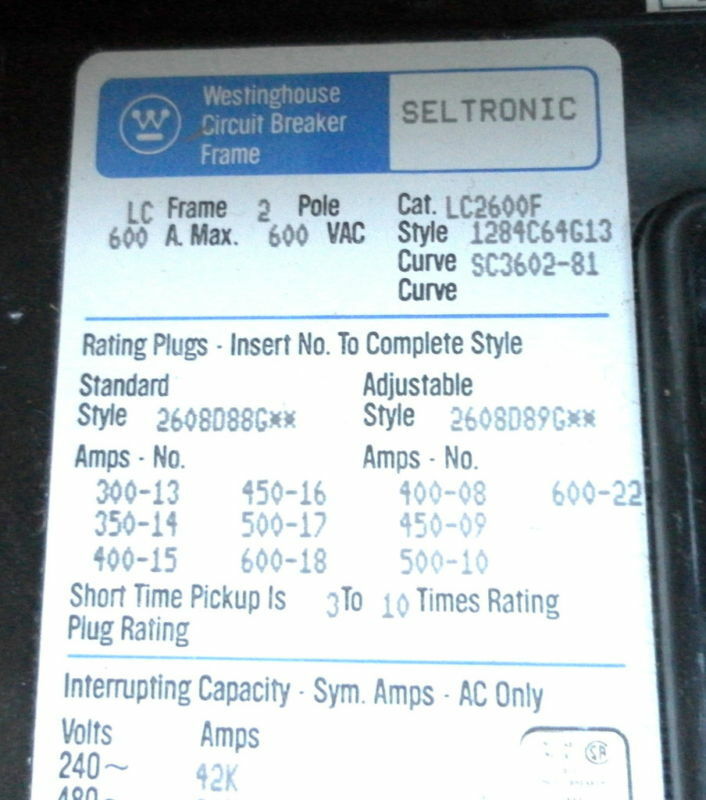 Westinghouse
Circuit Breaker
Frame
SELTRONIC
LC Frame 2 Pole
600 A. Max. 600 VAC
Cat. LC2600F
Style 1284C64G13
Curve SC3602-81
Curve
Rating Plugs - Insert No. To Complete Style
Standard Adjustable
Style 2608D88G** Style 2608D89G**
Amps - No. Amps - No.
300-13 450-16 400-08 600-22
350-14 500-17 450-09
400-15 600-18 500-10
Short Time Pickup Is 3 To 10 Times Rating
Plug Rating
Interrupting Capacity - Sym. Amps - AC Only
Volts Amps
240~ 42K
480~